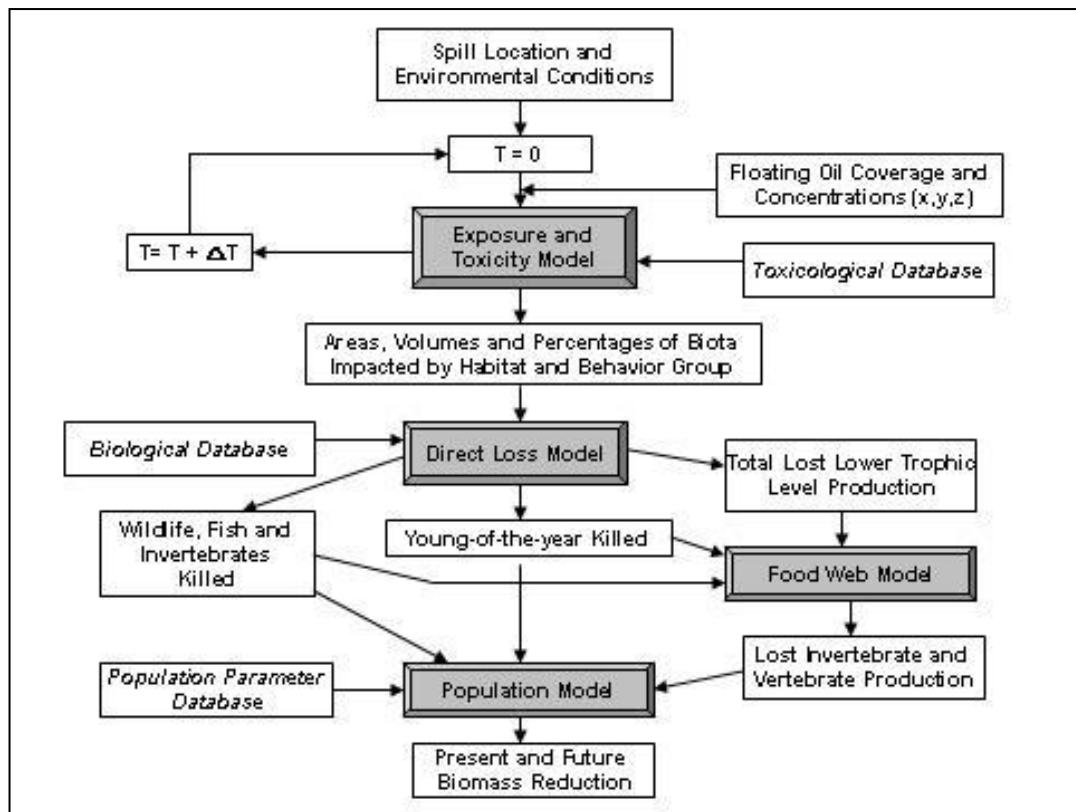 Spill Location and
Environmental Conditions
T = 0
Floating Oil Coverage and
Concentrations (x,y,z)
Exposure and
Toxicity Model
T= T + ΔT
Toxicological Database
Areas, Volumes and Percentages of Biota
Impacted by Habitat and Behavior Group
Biological Database
Direct Loss Model
Total Lost Lower Trophic
Level Production
Wildlife, Fish and
Invertebrates
Killed
Young-of-the-year Killed
Food Web Model
Population Parameter
Database
Population Model
Lost Invertebrate and
Vertebrate Production
Present and Future
Biomass Reduction